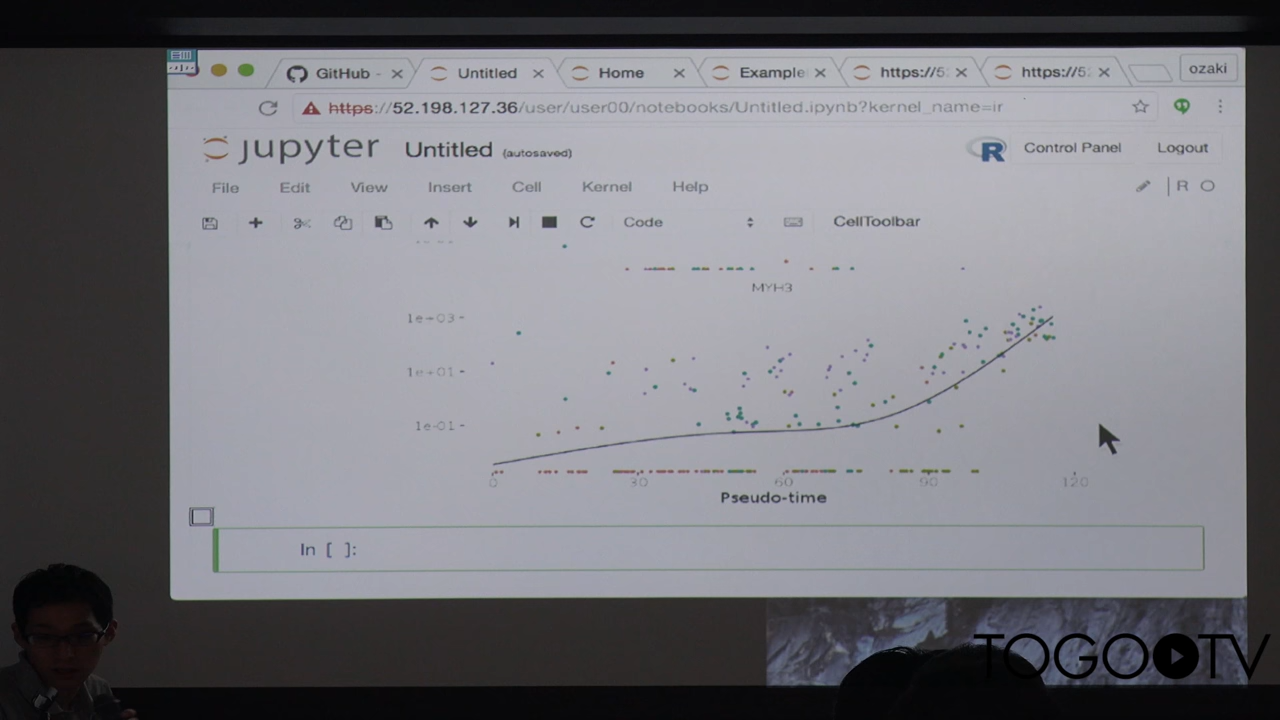 GitHub - Untitled Home Example https://5 https://5 ozaki
https://52.198.127.36/user/user00/notebooks/Untitled.ipynb?kernel_name=ir
jupyter Untitled (autosaved) R Control Panel Logout
File Edit View Insert Cell Kernel Help R
Code CellToolbar
MYH3
1e+03
1e+01
1e-01
0 30 60 90 120
Pseudo-time
In [ ]:
TOGOTV